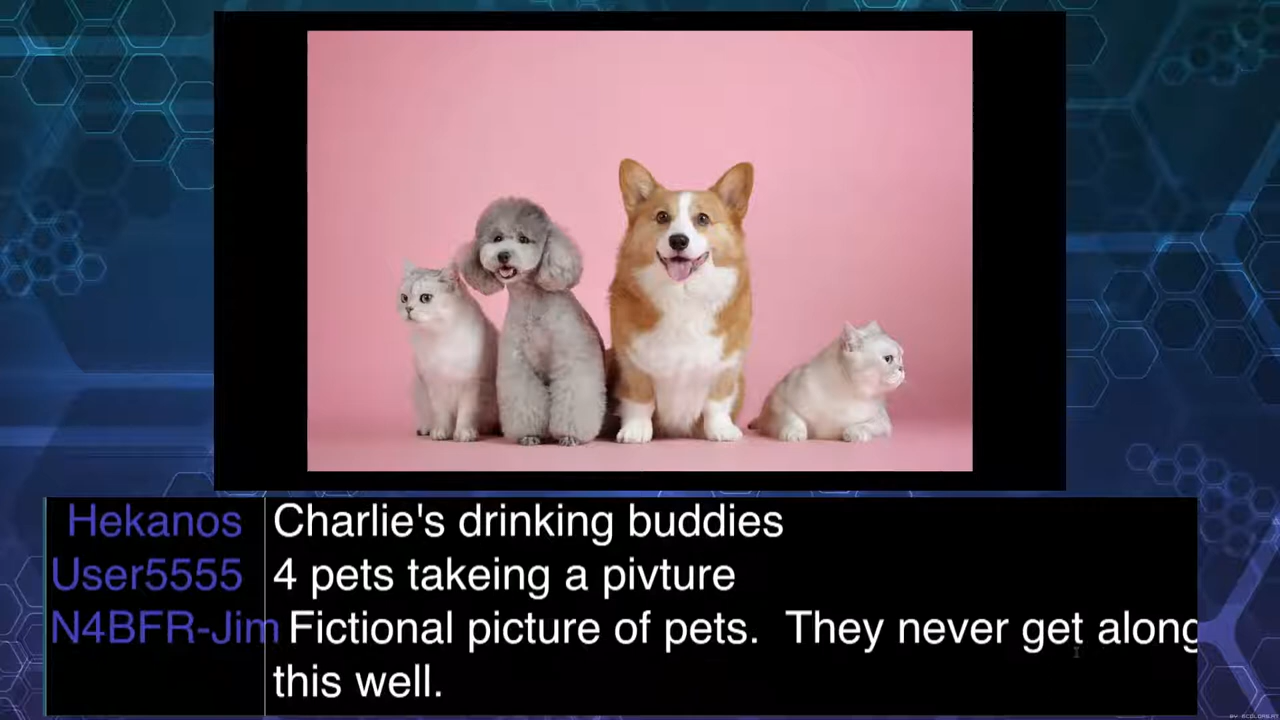 Hekanos Charlie's drinking buddies
User5555 4 pets takeing a pivture
N4BFR-Jim Fictional picture of pets. They never get along
this well.